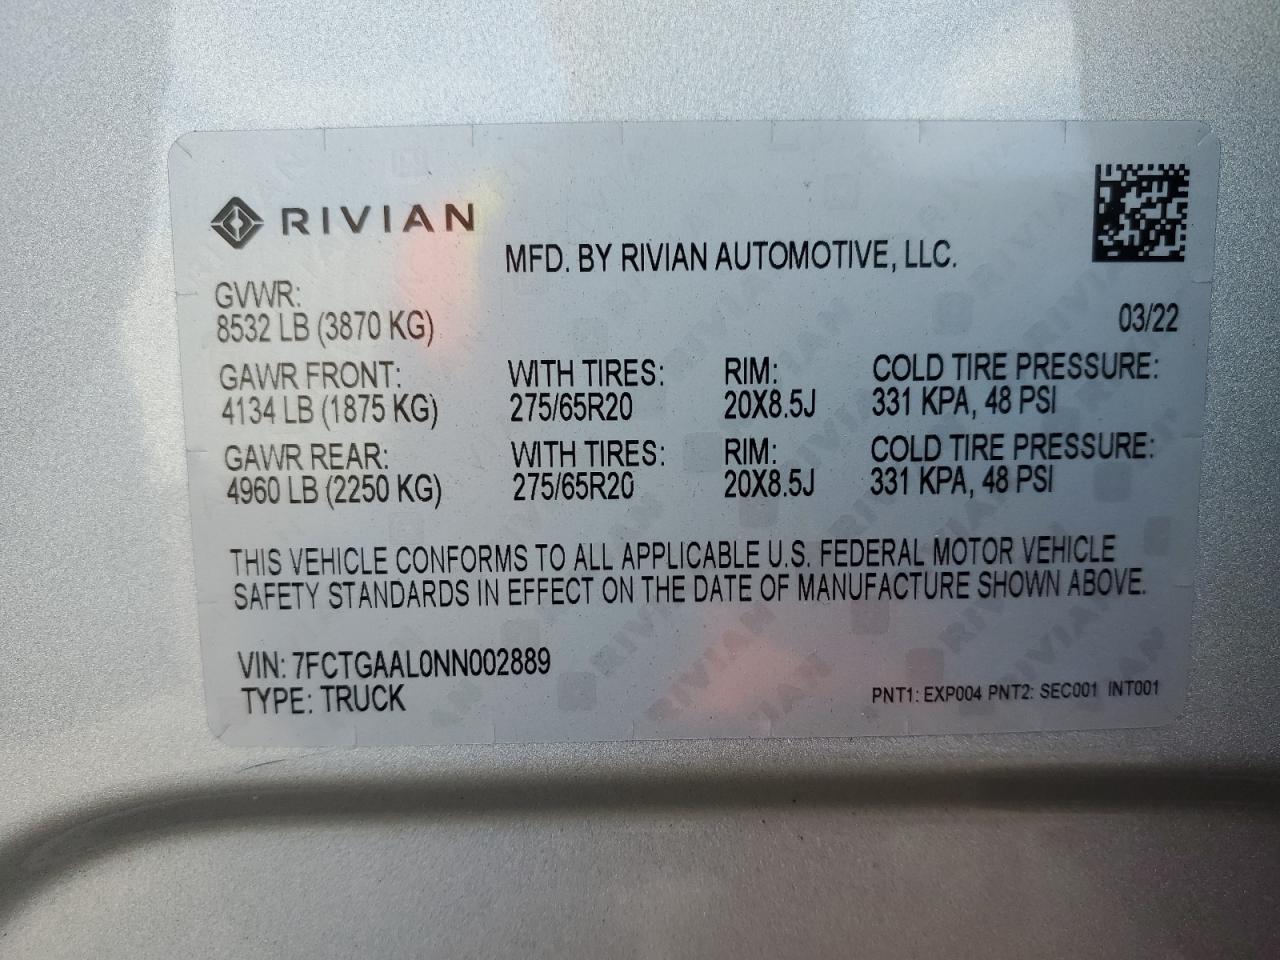 RIVIAN
MFD. BY RIVIAN AUTOMOTIVE, LLC.
GVWR:
8532 LB (3870 KG)
03/22
GAWR FRONT: WITH TIRES: RIM: COLD TIRE PRESSURE:
4134 LB (1875 KG) 275/65R20 20X8.5J 331 KPA, 48 PSI
GAWR REAR: WITH TIRES: RIM: COLD TIRE PRESSURE:
4960 LB (2250 KG) 275/65R20 20X8.5J 331 KPA, 48 PSI
THIS VEHICLE CONFORMS TO ALL APPLICABLE U.S. FEDERAL MOTOR VEHICLE
SAFETY STANDARDS IN EFFECT ON THE DATE OF MANUFACTURE SHOWN ABOVE.
VIN: 7FCTGAAL0NN002889
TYPE: TRUCK
PNT1: EXP004 PNT2: SEC001 INT001